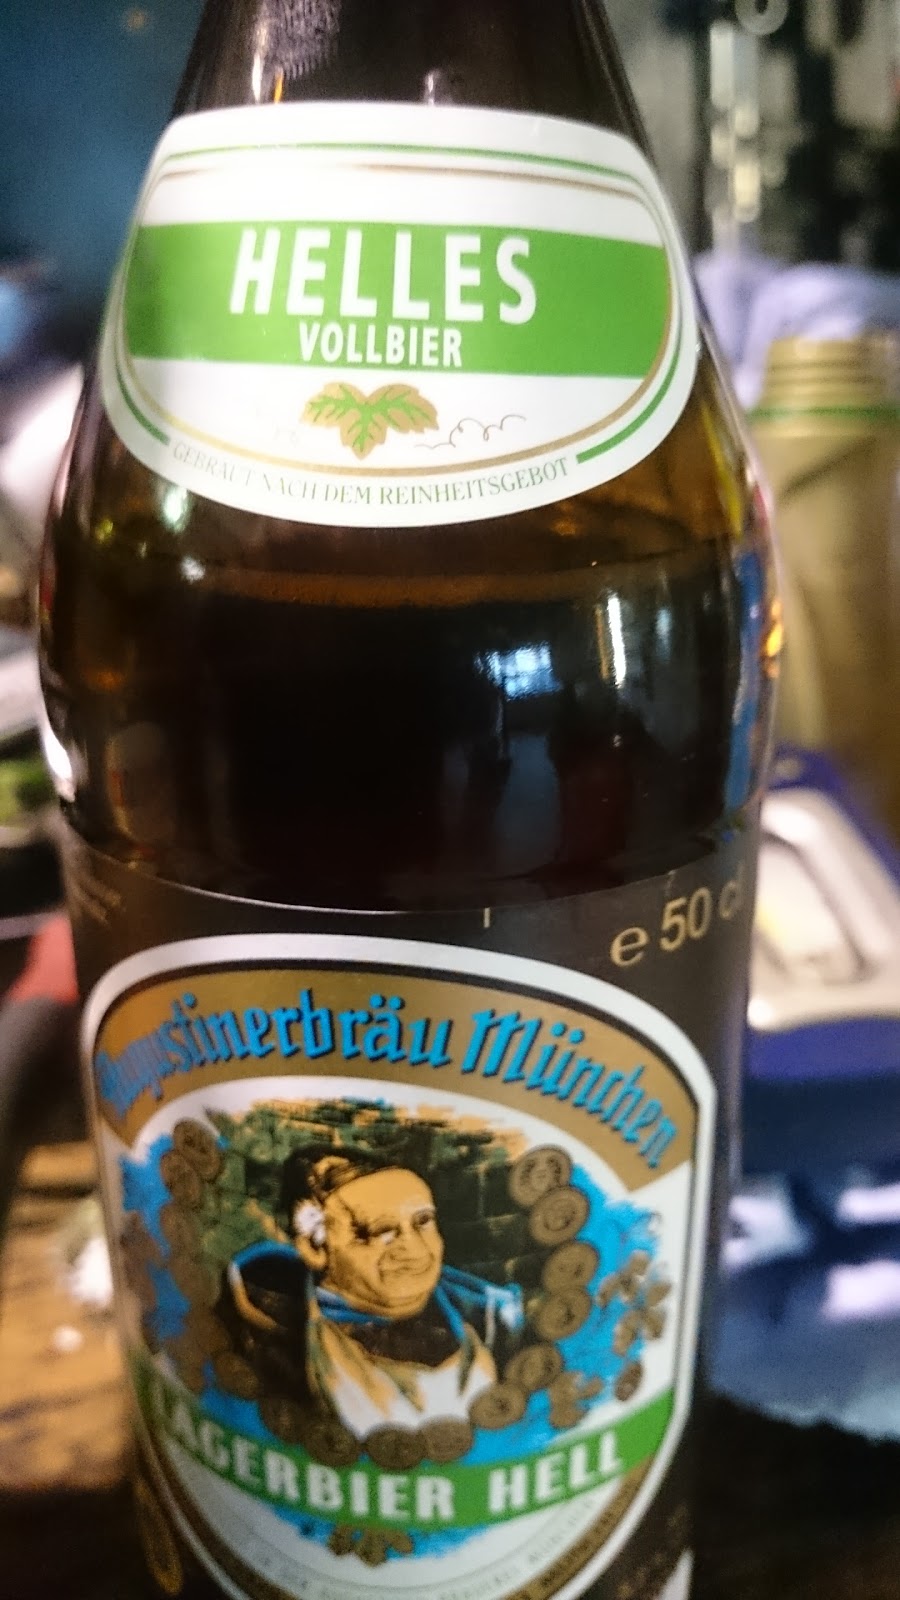 HELLES
VOLLBIER
GEBRAUT NACH DEM REINHEITSGEBOT
e 50 cl
Augustinerbräu München
LAGERBIER HELL